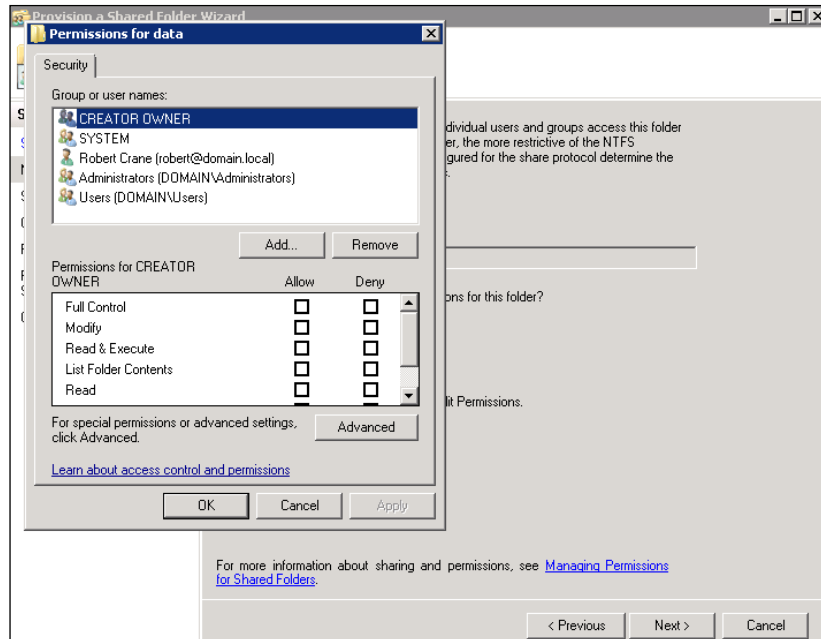 Provision a Shared Folder Wizard
Permissions for data
Security
Group or user names:
CREATOR OWNER
SYSTEM
Robert Crane (robert@domain.local)
Administrators (DOMAIN\Administrators)
Users (DOMAIN\Users)
Add...
Remove
Permissions for CREATOR
OWNER
Allow
Deny
Full Control
Modify
Read & Execute
List Folder Contents
Read
For special permissions or advanced settings,
click Advanced.
Advanced
Learn about access control and permissions
OK
Cancel
Apply
dividual users and groups access this folder
er, the more restrictive of the NTFS
gured for the share protocol determine the
ons for this folder?
dit Permissions.
For more information about sharing and permissions, see Managing Permissions
for Shared Folders.
< Previous
Next >
Cancel